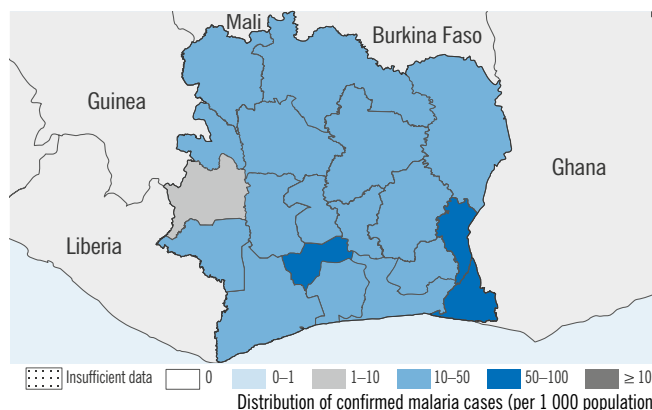 Mali
Burkina Faso
Guinea
Ghana
Liberia
Insufficient data 0 0–1 1–10 10–50 50–100 ≥ 10
Distribution of confirmed malaria cases (per 1 000 population